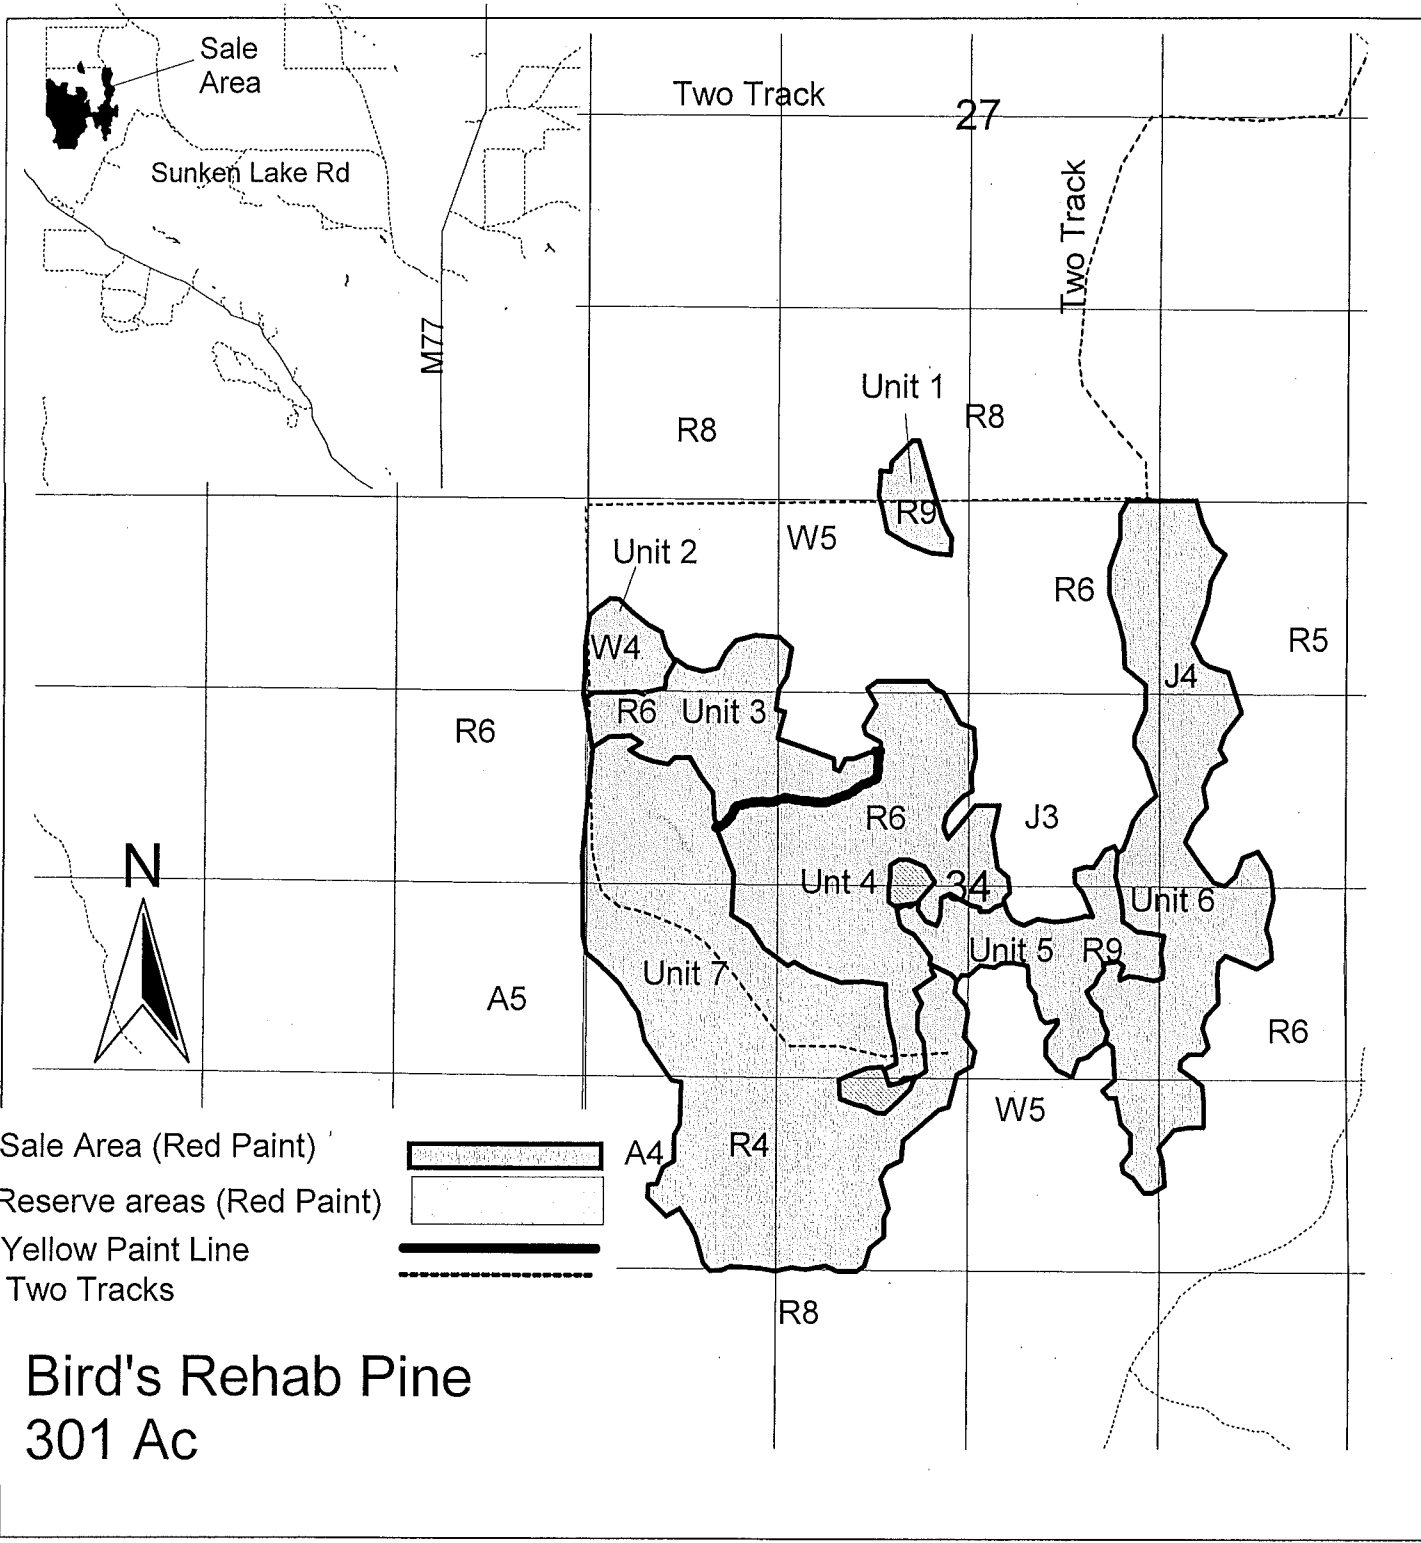 Sale
Area
Sunken Lake Rd
M77
Two Track
27
Two Track
Unit 1
R8
R8
R9
W5
Unit 2
R6
W4
R5
J4
R6
Unit 3
R6
R6
J3
Unt 4
34
Unit 6
Unit 5
R9
Unit 7
A5
R6
W5
N
Sale Area (Red Paint)
A4
R4
Reserve areas (Red Paint)
Yellow Paint Line
Two Tracks
R8
Bird's Rehab Pine
301 Ac